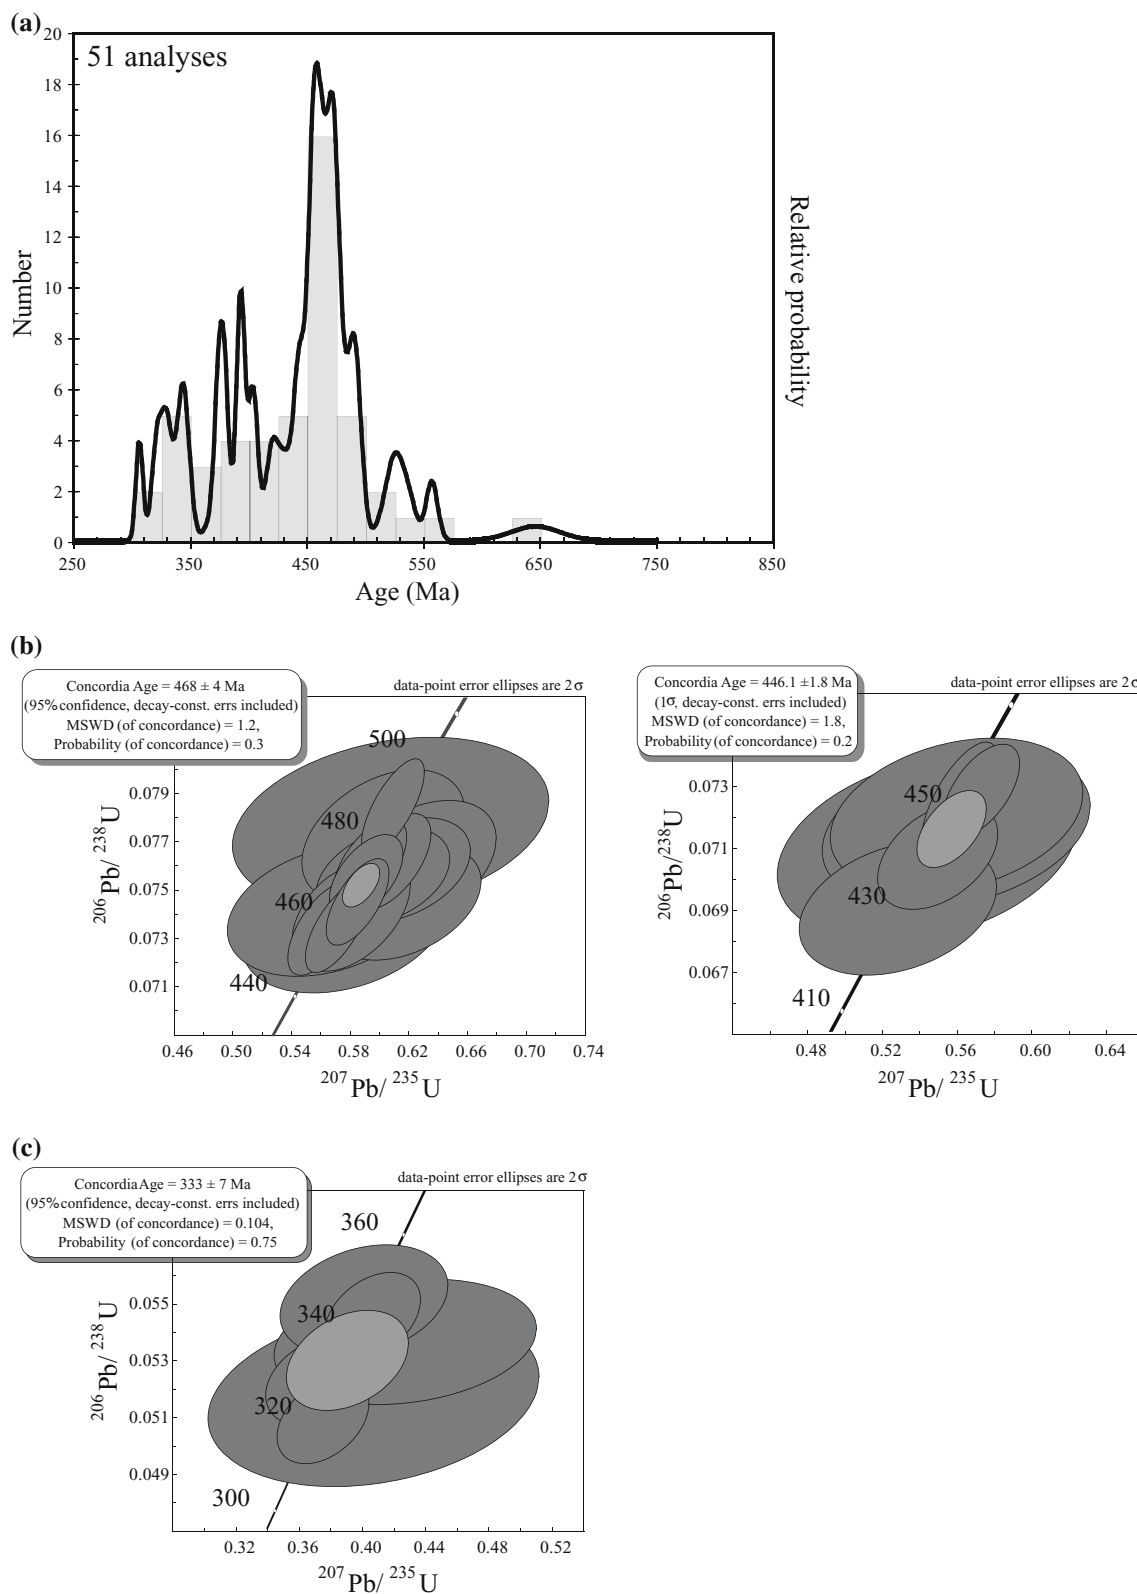 (a)
20
18
16
14
12
10
8
6
4
2
0
51 analyses
Number
Relative probability
250 350 450 550 650 750 850
Age (Ma)
(b)
Concordia Age = 468 ± 4 Ma
(95% confidence, decay-const. errs included)
MSWD (of concordance) = 1.2,
Probability (of concordance) = 0.3
data-point error ellipses are 2σ
500
480
460
440
0.079
0.077
0.075
0.073
0.071
206Pb/ 238U
0.46 0.50 0.54 0.58 0.62 0.66 0.70 0.74
207Pb/ 235U
Concordia Age = 446.1 ±1.8 Ma
(1σ, decay-const. errs included)
MSWD (of concordance) = 1.8,
Probability (of concordance) = 0.2
data-point error ellipses are 2σ
450
430
410
0.073
0.071
0.069
0.067
206Pb/238U
0.48 0.52 0.56 0.60 0.64
207Pb/ 235U
(c)
Concordia Age = 333 ± 7 Ma
(95% confidence, decay-const. errs included)
MSWD (of concordance) = 0.104,
Probability (of concordance) = 0.75
data-point error ellipses are 2σ
360
340
320
300
0.055
0.053
0.051
0.049
206Pb/ 238U
0.32 0.36 0.40 0.44 0.48 0.52
207Pb/ 235U